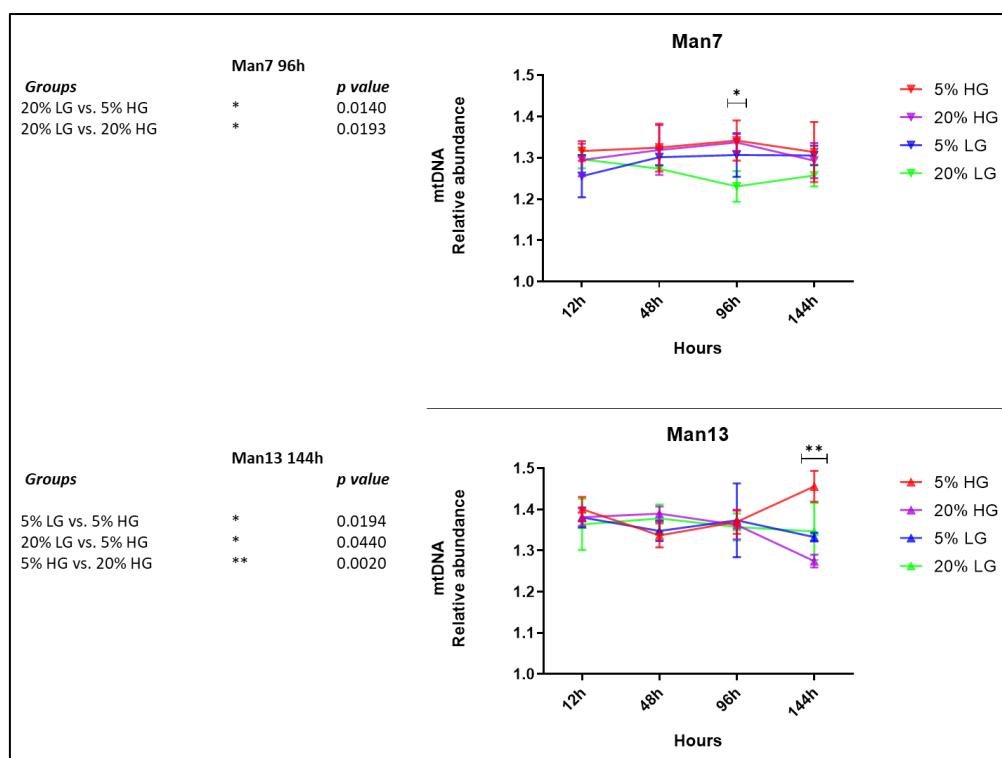 Man7 96h
Groups p value
20% LG vs. 5% HG * 0.0140
20% LG vs. 20% HG * 0.0193
Man7
mtDNA
Relative abundance
1.5
1.4
1.3
1.2
1.1
1.0
*
12h 48h 96h 144h
Hours
5% HG
20% HG
5% LG
20% LG
Man13 144h
Groups p value
5% LG vs. 5% HG * 0.0194
20% LG vs. 5% HG * 0.0440
5% HG vs. 20% HG ** 0.0020
Man13
mtDNA
Relative abundance
1.5
1.4
1.3
1.2
1.1
1.0
**
12h 48h 96h 144h
Hours
5% HG
20% HG
5% LG
20% LG